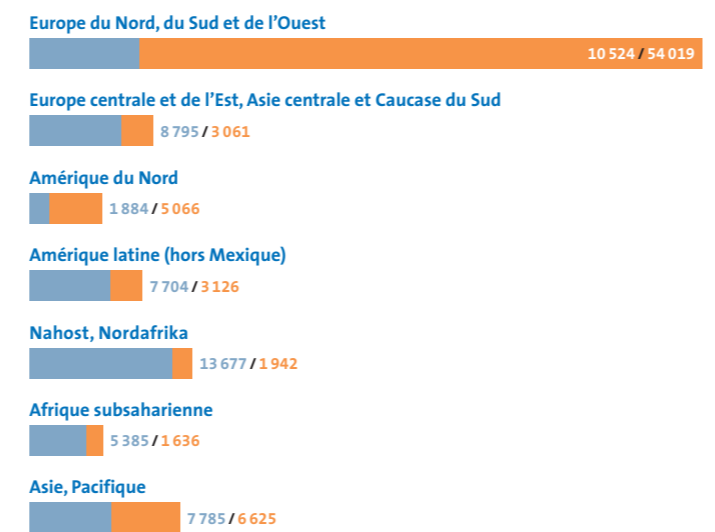 Europe du Nord, du Sud et de l’Ouest
10 524 / 54 019
Europe centrale et de l’Est, Asie centrale et Caucase du Sud
8 795 / 3 061
Amérique du Nord
1 884 / 5 066
Amérique latine (hors Mexique)
7 704 / 3 126
Nahost, Nordafrika
13 677 / 1 942
Afrique subsaharienne
5 385 / 1 636
Asie, Pacifique
7 785 / 6 625